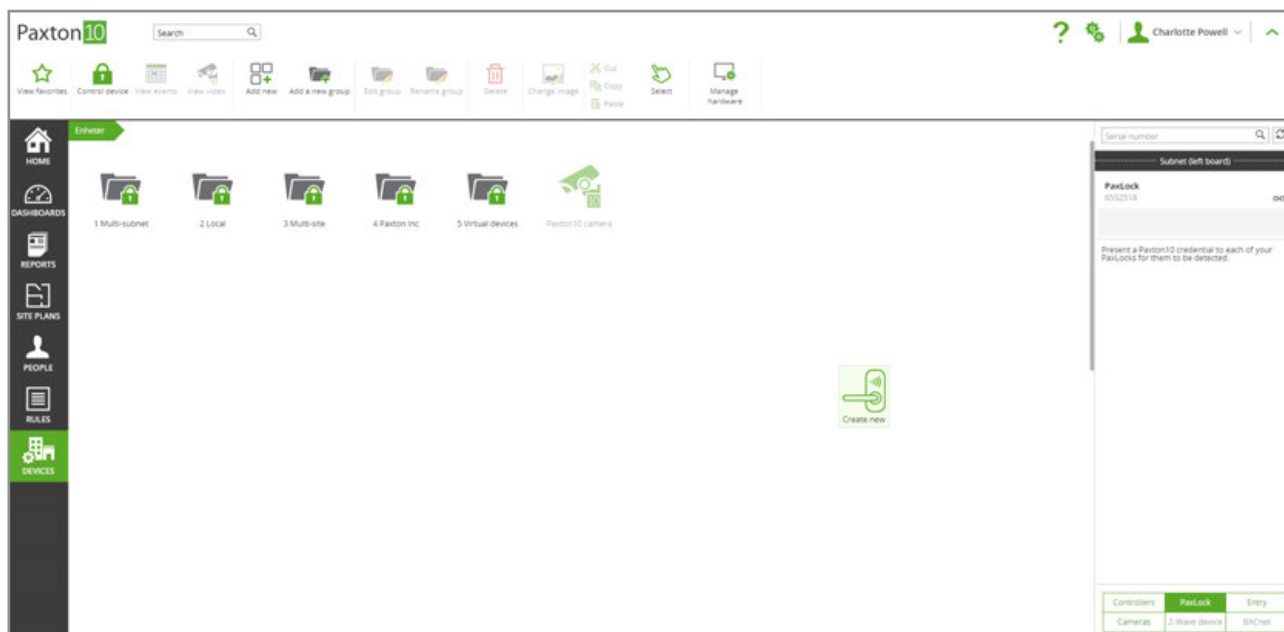 Paxton10
Search
Charlotte Powell
View favorites
Control device
View events
View video
Add new
Add a new group
Edit group
Rename group
Delete
Change image
Cut
Copy
Paste
Select
Manage
hardware
HOME
DASHBOARDS
REPORTS
SITE PLANS
PEOPLE
RULES
DEVICES
Enheter
1 Multi-subnet
2 Local
3 Multi-site
4 Paxton Inc
5 Virtual devices
Paxton10 camera
10
Create new
Serial number
Subnet (left board)
PaxLock
6552518
Present a Paxton10 credential to each of your
PaxLocks for them to be detected.
Controllers PaxLock Entry
Cameras Z-Wave device BACnet